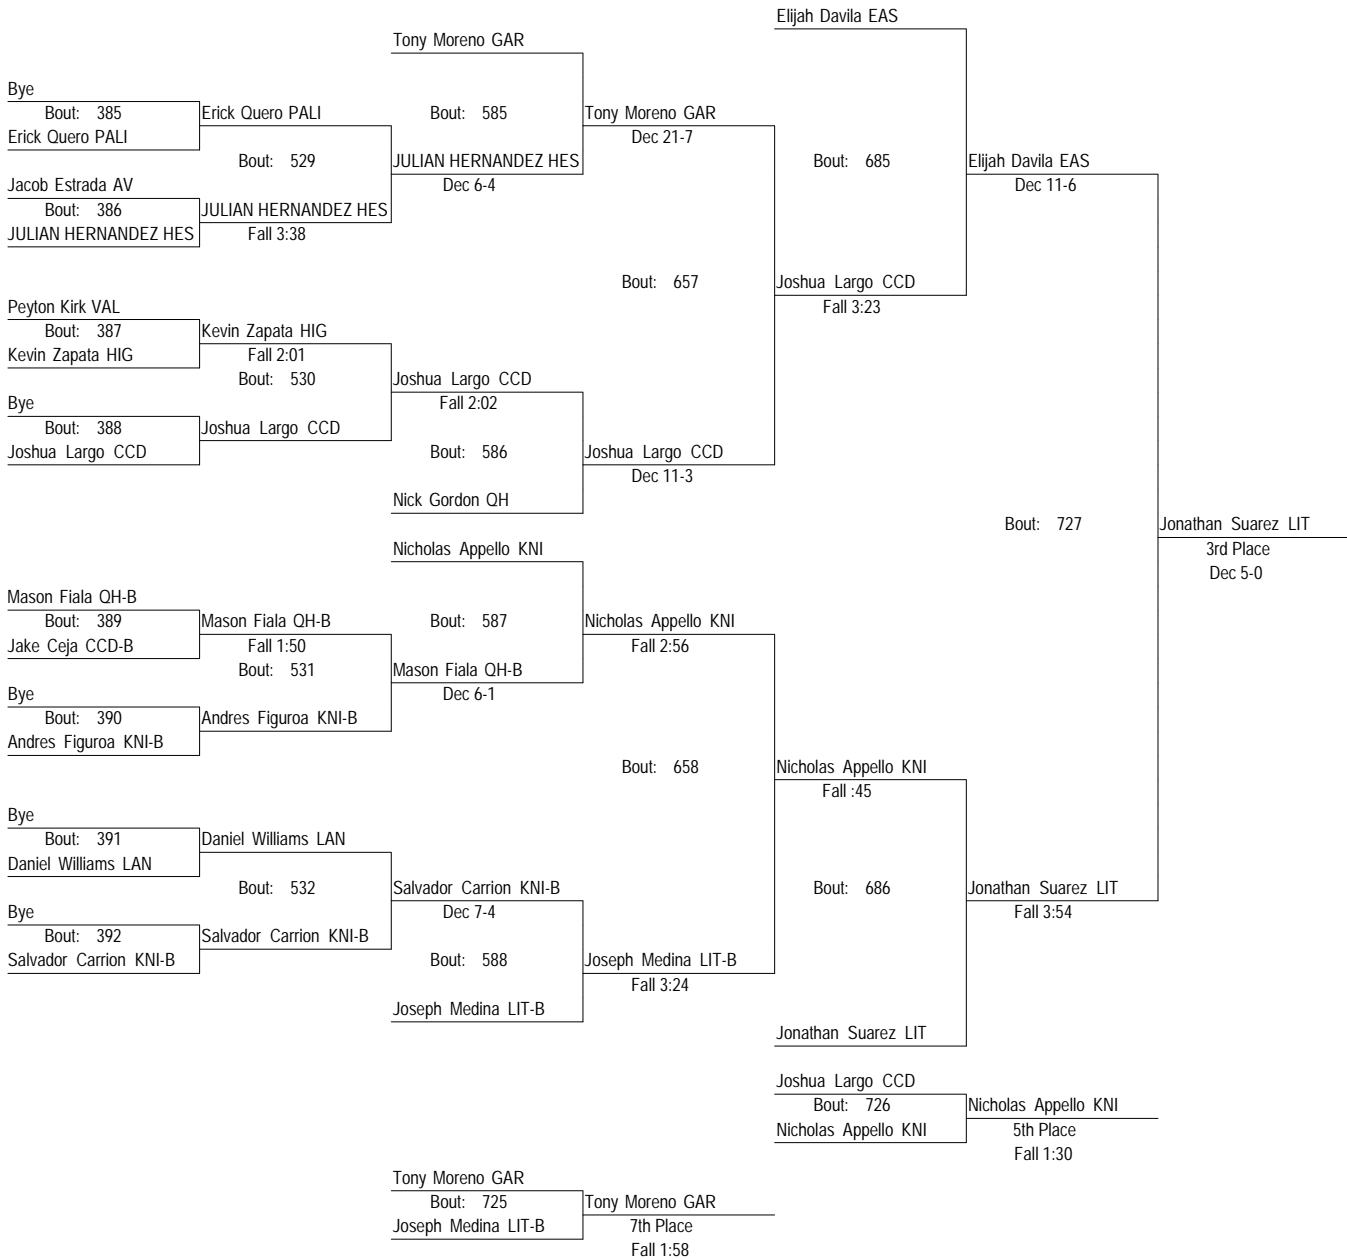 Elijah Davila EAS
Tony Moreno GAR
Bye
Bout: 385
Erick Quero PALI
Erick Quero PALI
Bout: 585
Tony Moreno GAR
Dec 21-7
Bout: 529
JULIAN HERNANDEZ HES
Dec 6-4
Bout: 685
Elijah Davila EAS
Dec 11-6
Jacob Estrada AV
Bout: 386
JULIAN HERNANDEZ HES
JULIAN HERNANDEZ HES
Fall 3:38
Bout: 657
Joshua Largo CCD
Fall 3:23
Peyton Kirk VAL
Bout: 387
Kevin Zapata HIG
Kevin Zapata HIG
Fall 2:01
Bout: 530
Joshua Largo CCD
Fall 2:02
Bye
Bout: 388
Joshua Largo CCD
Joshua Largo CCD
Bout: 586
Joshua Largo CCD
Dec 11-3
Nick Gordon QH
Bout: 727
Jonathan Suarez LIT
3rd Place
Dec 5-0
Nicholas Appello KNI
Mason Fiala QH-B
Bout: 389
Jake Ceja CCD-B
Mason Fiala QH-B
Fall 1:50
Bout: 587
Nicholas Appello KNI
Fall 2:56
Bout: 531
Mason Fiala QH-B
Dec 6-1
Bye
Bout: 390
Andres Figuroa KNI-B
Andres Figuroa KNI-B
Bout: 658
Nicholas Appello KNI
Fall :45
Bye
Bout: 391
Daniel Williams LAN
Daniel Williams LAN
Bout: 532
Salvador Carrion KNI-B
Dec 7-4
Bout: 686
Jonathan Suarez LIT
Fall 3:54
Bye
Bout: 392
Salvador Carrion KNI-B
Salvador Carrion KNI-B
Bout: 588
Joseph Medina LIT-B
Fall 3:24
Joseph Medina LIT-B
Jonathan Suarez LIT
Joshua Largo CCD
Bout: 726
Nicholas Appello KNI
Nicholas Appello KNI
5th Place
Fall 1:30
Tony Moreno GAR
Bout: 725
Joseph Medina LIT-B
Tony Moreno GAR
7th Place
Fall 1:58